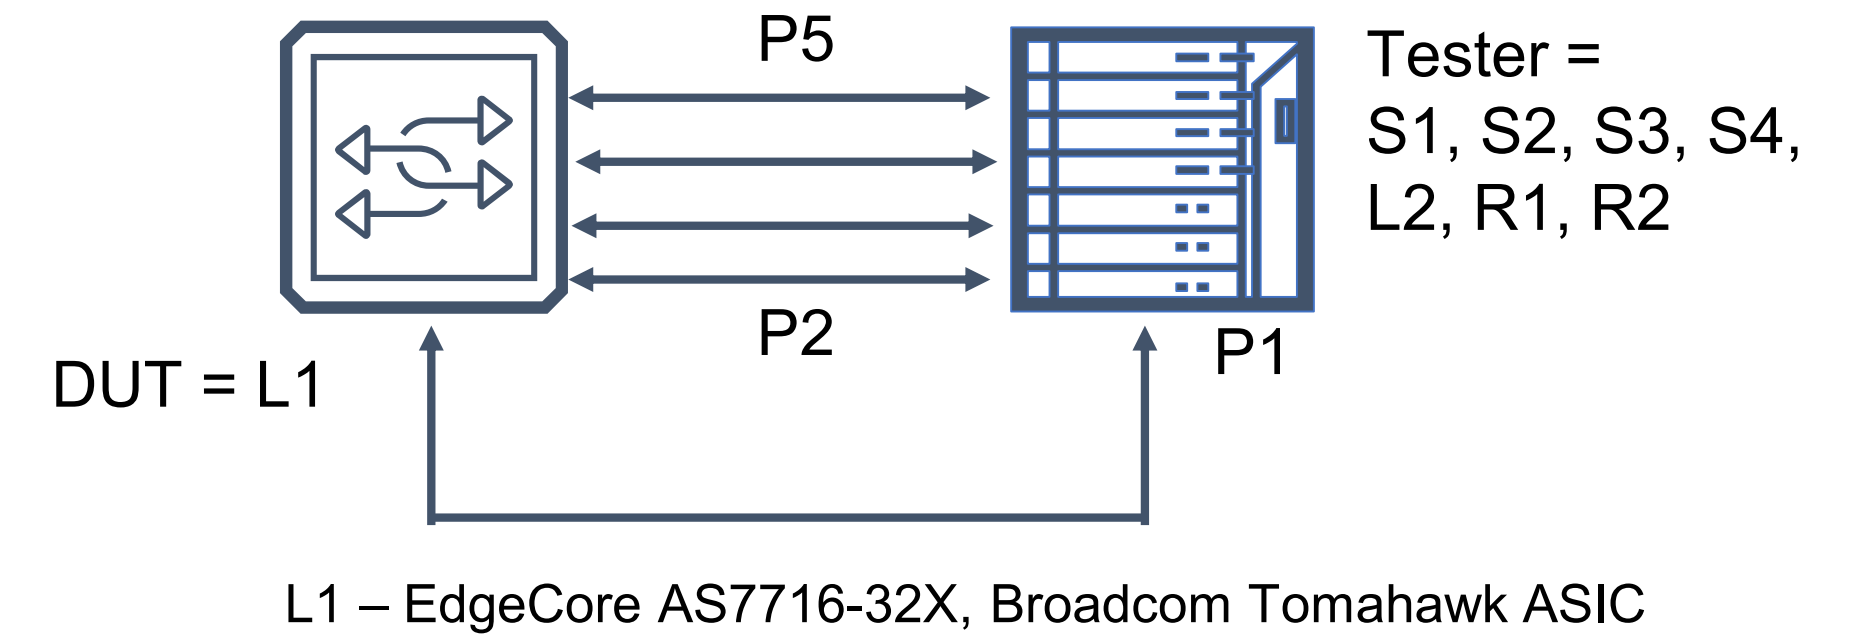 P5
Tester =
S1, S2, S3, S4,
L2, R1, R2
P2
P1
DUT = L1
L1 – EdgeCore AS7716-32X, Broadcom Tomahawk ASIC